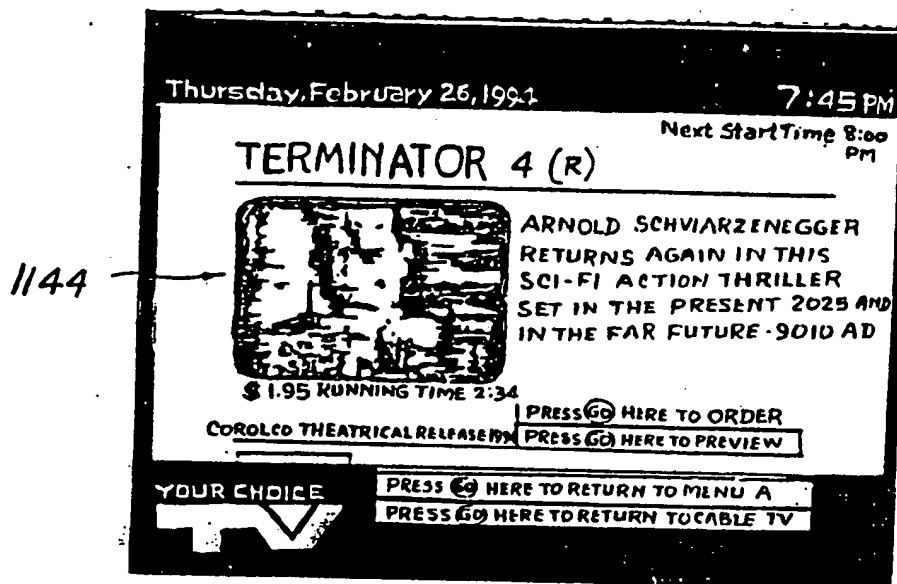 Thursday, February 26, 1992
7:45 PM
Next Start Time 8:00
PM
TERMINATOR 4 (R)
1144
ARNOLD SCHVIARZENEGGER
RETURNS AGAIN IN THIS
SCI-FI ACTION THRILLER
SET IN THE PRESENT 2025 AND
IN THE FAR FUTURE - 9010 AD
$ 1.95 RUNNING TIME 2:34
PRESS GO HERE TO ORDER
COROLCO THEATRICAL RELEASE
PRESS GO HERE TO PREVIEW
YOUR CHOICE
TV
PRESS GO HERE TO RETURN TO MENU A
PRESS GO HERE TO RETURN TO CABLE TV